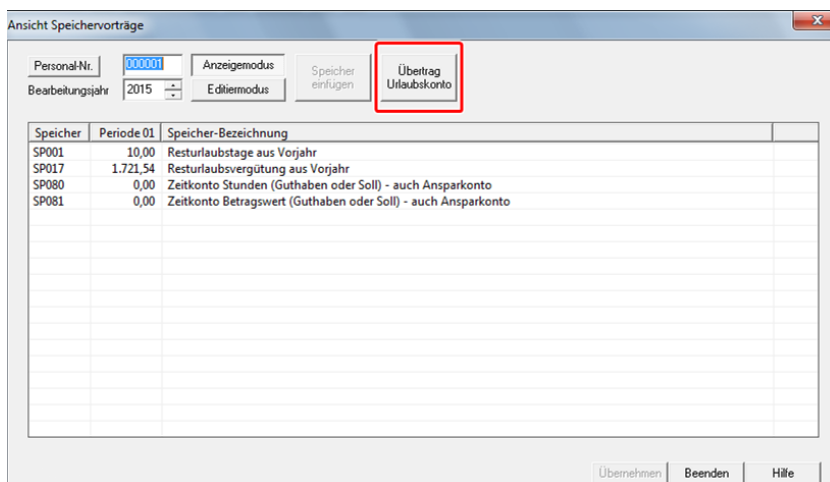 Ansicht Speichervorträge
x
Personal-Nr. 000001 Anzeigemodus Speicher einfügen Übertrag Urlaubskonto
Bearbeitungsjahr 2015 Editiermodus
Speicher Periode 01 Speicher-Bezeichnung
SP001 10,00 Resturlaubstage aus Vorjahr
SP017 1.721,54 Resturlaubsvergütung aus Vorjahr
SP080 0,00 Zeitkonto Stunden (Guthaben oder Soll) - auch Ansparkonto
SP081 0,00 Zeitkonto Betragswert (Guthaben oder Soll) - auch Ansparkonto
Übernehmen Beenden Hilfe